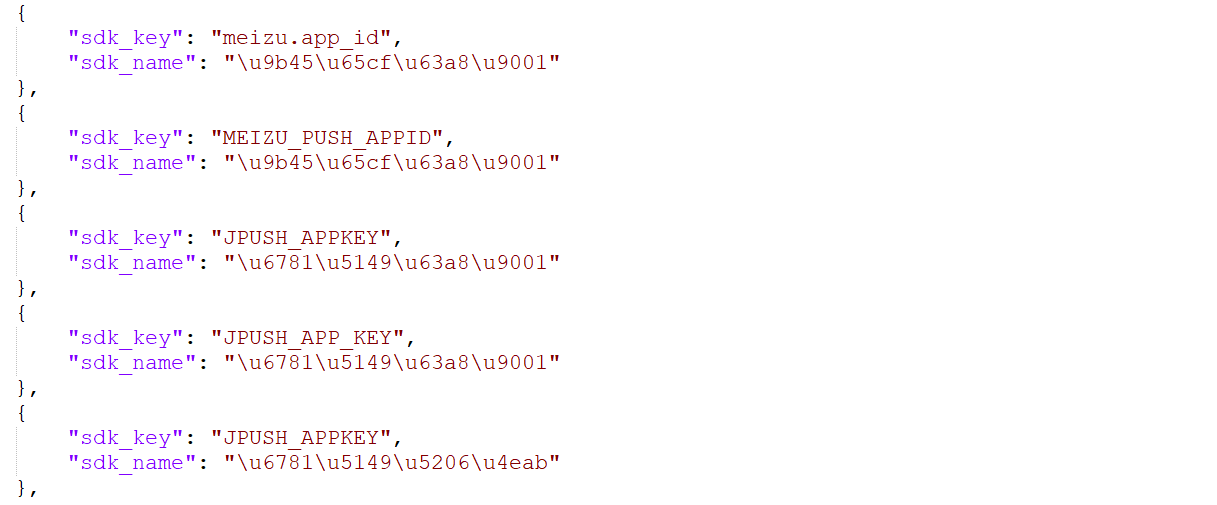 {
"sdk_key": "meizu.app_id",
"sdk_name": "\u9b45\u65cf\u63a8\u9001"
},
{
"sdk_key": "MEIZU_PUSH_APPID",
"sdk_name": "\u9b45\u65cf\u63a8\u9001"
},
{
"sdk_key": "JPUSH_APPKEY",
"sdk_name": "\u6781\u5149\u63a8\u9001"
},
{
"sdk_key": "JPUSH_APP_KEY",
"sdk_name": "\u6781\u5149\u63a8\u9001"
},
{
"sdk_key": "JPUSH_APPKEY",
"sdk_name": "\u6781\u5149\u5206\u4eab"
},